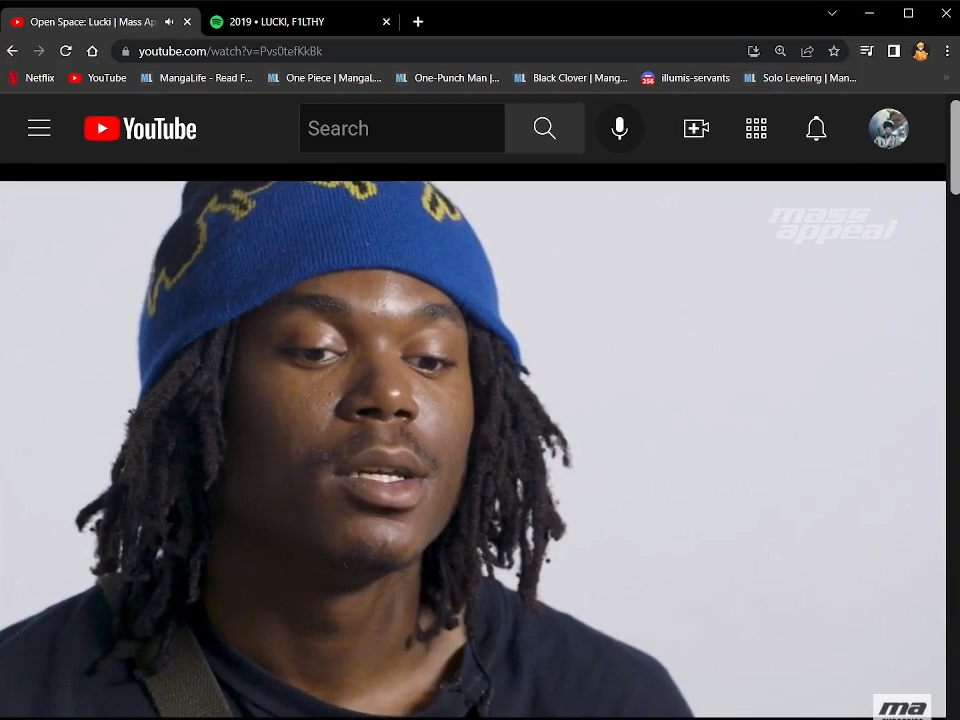 Open Space: Lucki | Mass Ap
2019 • LUCKI, F1LTHY
youtube.com/watch?v=Pvs0tefKkBk
Netflix
YouTube
ML MangaLife - Read F...
ML One Piece | MangaL...
ML One-Punch Man |...
ML Black Clover | Mang...
356 illumis-servants
ML Solo Leveling | Man...
YouTube
Search
mass
appeal
ma